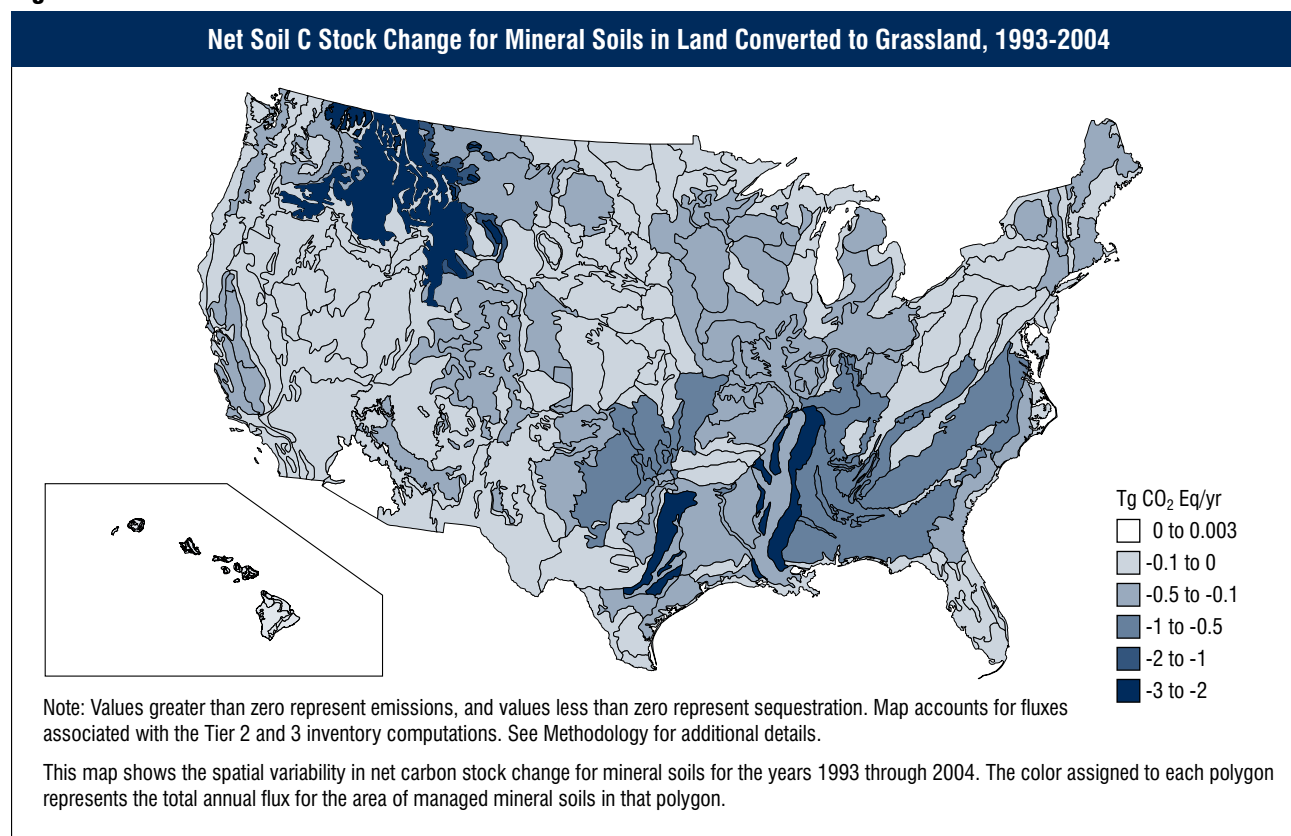 Net Soil C Stock Change for Mineral Soils in Land Converted to Grassland, 1993-2004
Tg CO₂ Eq/yr
0 to 0.003
-0.1 to 0
-0.5 to -0.1
-1 to -0.5
-2 to -1
-3 to -2
Note: Values greater than zero represent emissions, and values less than zero represent sequestration. Map accounts for fluxes
associated with the Tier 2 and 3 inventory computations. See Methodology for additional details.
This map shows the spatial variability in net carbon stock change for mineral soils for the years 1993 through 2004. The color assigned to each polygon
represents the total annual flux for the area of managed mineral soils in that polygon.